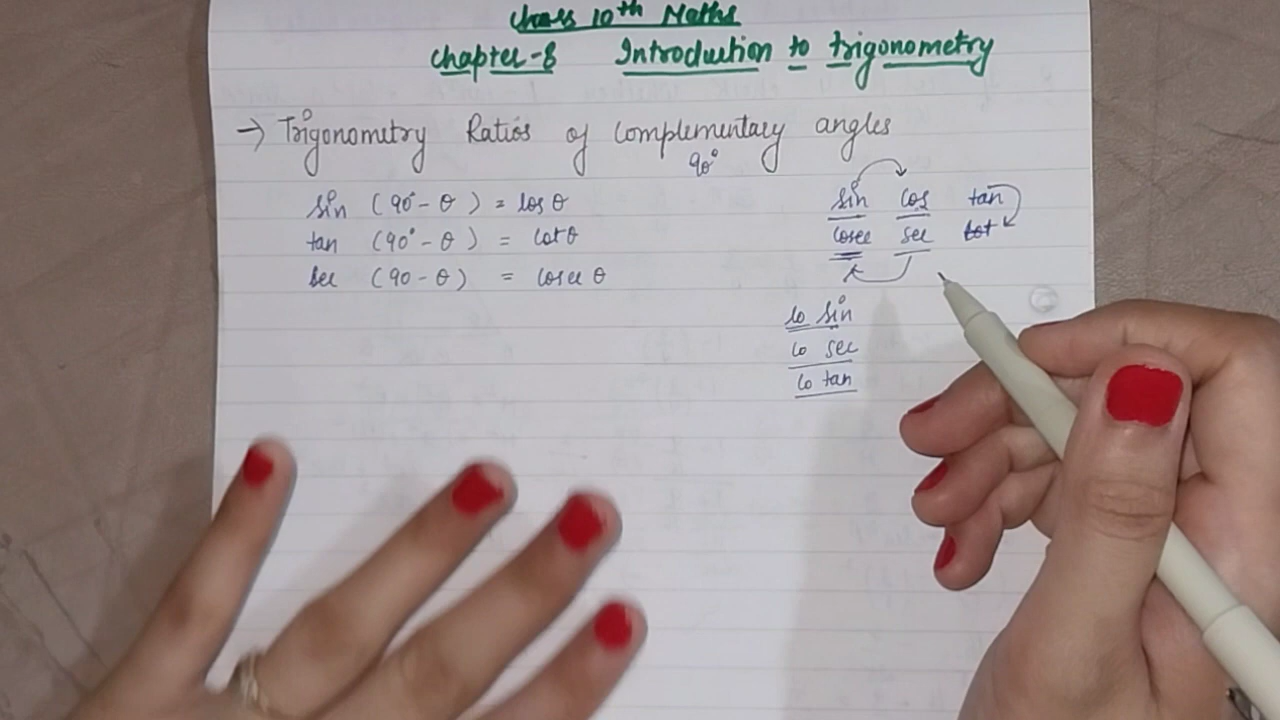 Class 10th Maths
Chapter-8 Introduction to trigonometry
→ Trigonometry Ratios of complementary angles
90°
sin (90° - θ) = cos θ
tan (90° - θ) = cot θ
sec (90 - θ) = cosec θ
sin cos tan
cosec sec cot
co sin
co sec
co tan